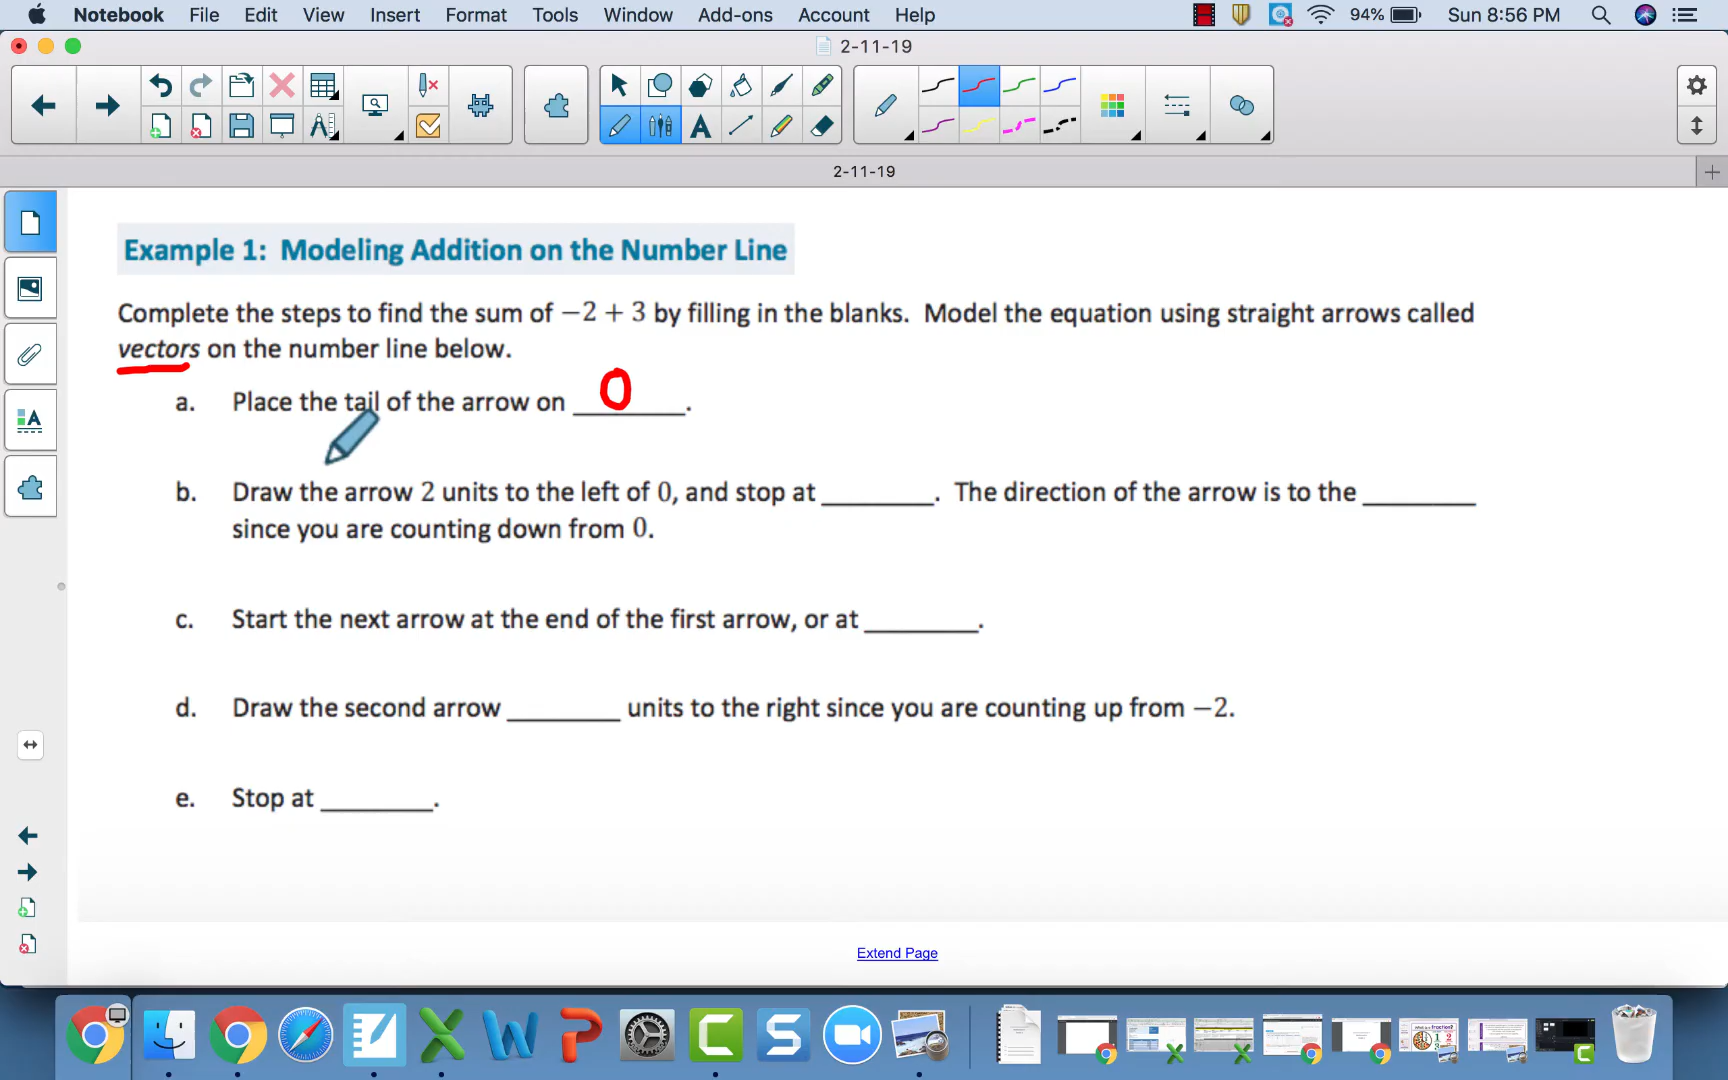 Notebook File Edit View Insert Format Tools Window Add-ons Account Help 94% Sun 8:56 PM
2-11-19
2-11-19
Example 1: Modeling Addition on the Number Line
Complete the steps to find the sum of −2 + 3 by filling in the blanks. Model the equation using straight arrows called
vectors on the number line below.
a. Place the tail of the arrow on ___0___.
b. Draw the arrow 2 units to the left of 0, and stop at ________. The direction of the arrow is to the ________
since you are counting down from 0.
c. Start the next arrow at the end of the first arrow, or at ________.
d. Draw the second arrow ________ units to the right since you are counting up from −2.
e. Stop at ________.
Extend Page